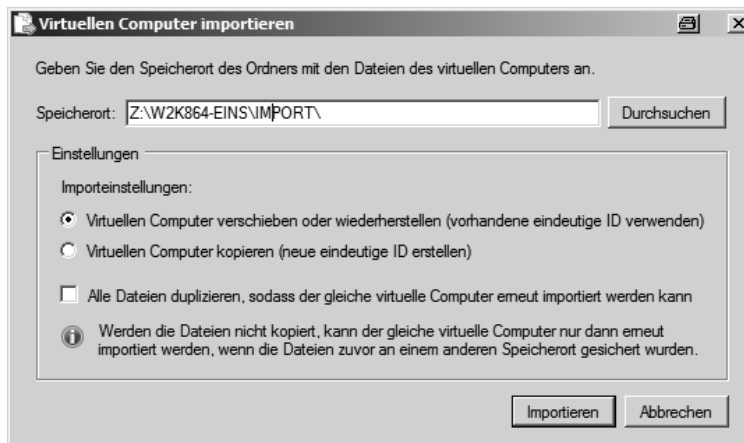 Virtuellen Computer importieren
Geben Sie den Speicherort des Ordners mit den Dateien des virtuellen Computers an.
Speicherort: Z:\W2K864-EINS\IMPORT\ Durchsuchen
Einstellungen
Importeinstellungen:
Virtuellen Computer verschieben oder wiederherstellen (vorhandene eindeutige ID verwenden)
Virtuellen Computer kopieren (neue eindeutige ID erstellen)
Alle Dateien duplizieren, sodass der gleiche virtuelle Computer erneut importiert werden kann
Werden die Dateien nicht kopiert, kann der gleiche virtuelle Computer nur dann erneut
importiert werden, wenn die Dateien zuvor an einem anderen Speicherort gesichert wurden.
Importieren Abbrechen